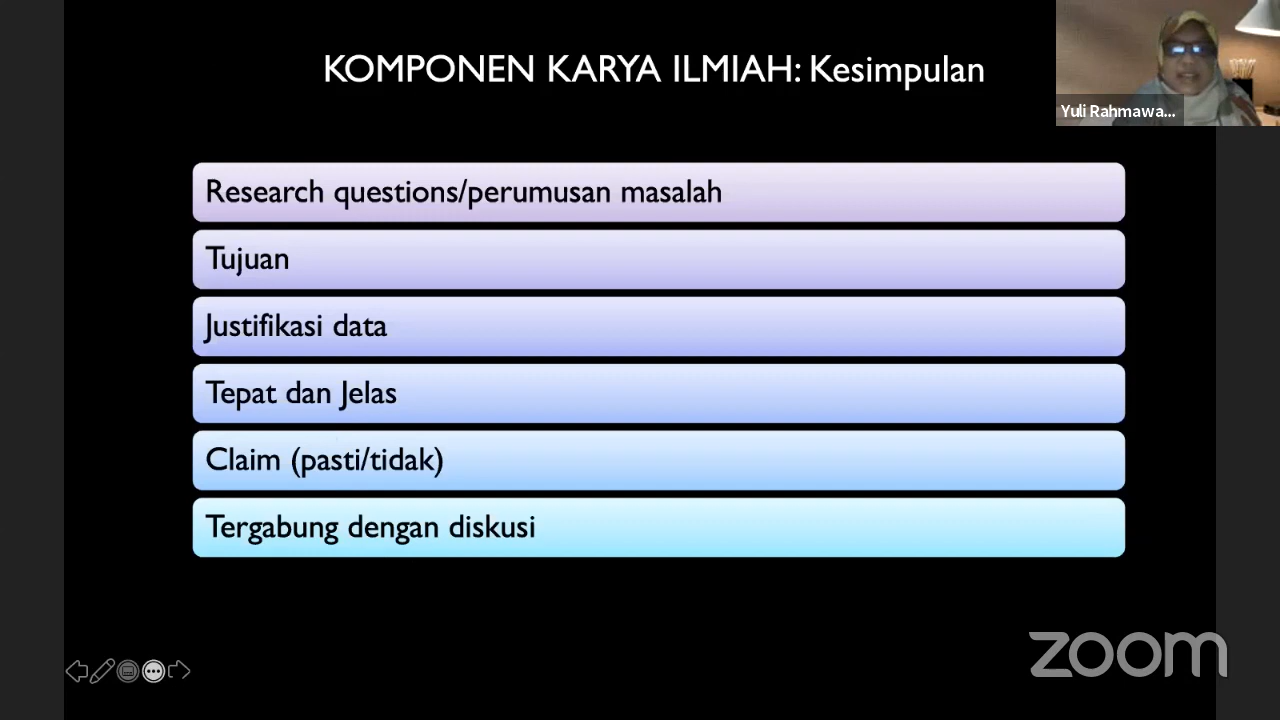 KOMPONEN KARYA ILMIAH: Kesimpulan
Yuli Rahmawa...
Research questions/perumusan masalah
Tujuan
Justifikasi data
Tepat dan Jelas
Claim (pasti/tidak)
Tergabung dengan diskusi
zoom